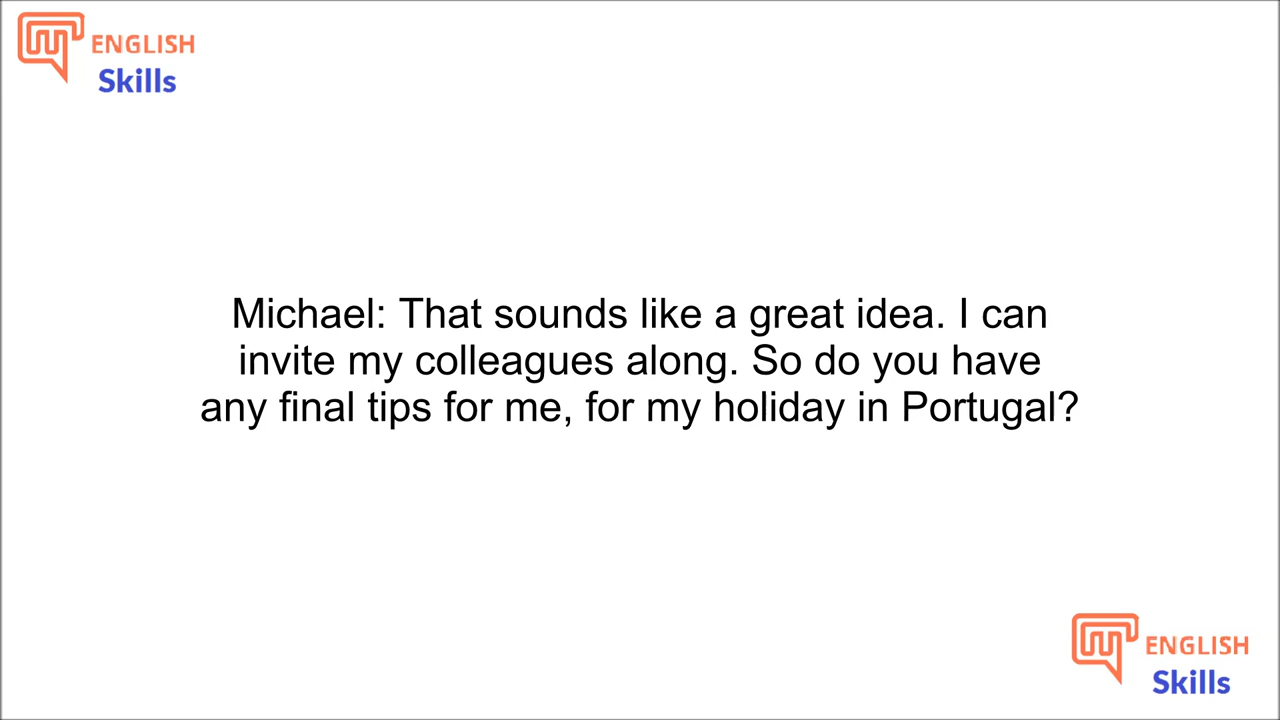 ENGLISH
Skills
Michael: That sounds like a great idea. I can
invite my colleagues along. So do you have
any final tips for me, for my holiday in Portugal?
ENGLISH
Skills